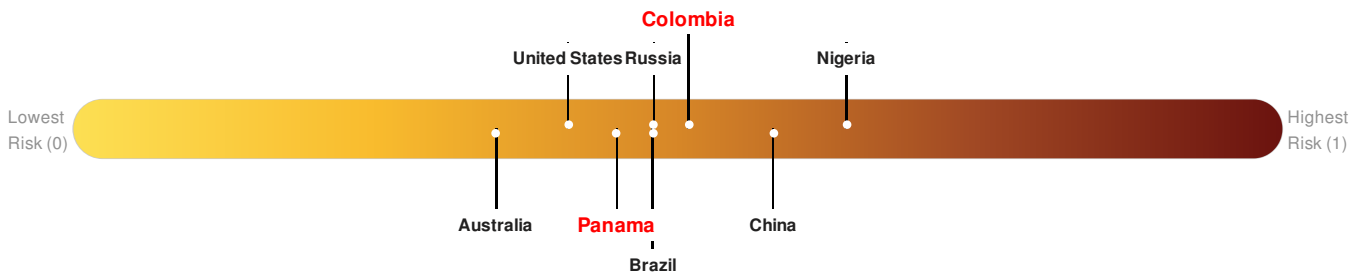 Colombia
United States
Russia
Nigeria
Lowest
Risk (0)
Highest
Risk (1)
Australia
Panama
China
Brazil